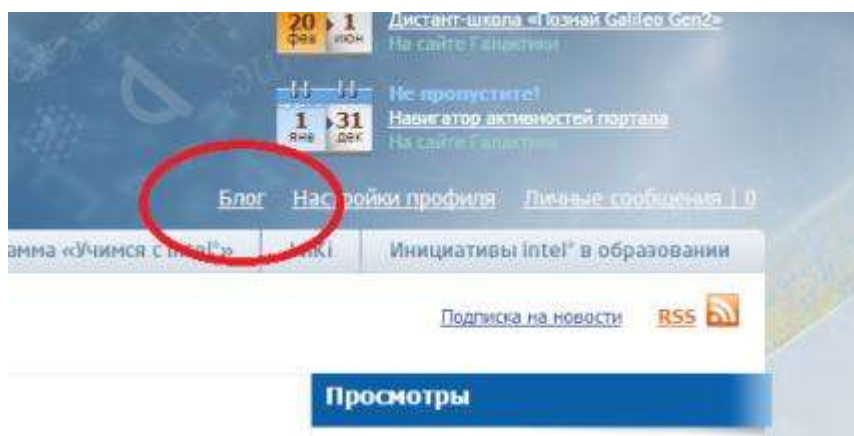 20 1 Дистант-школа «Познай Galileo Gen2»
фев июн На сайте Галактики
Не пропустите!
1 31 Навигатор активностей портала
янв дек На сайте Галактики
Блог Настройки профиля Личные сообщения | 0
амма «Учимся с Intel®» Wiki Инициативы Intel® в образовании
Подписка на новости RSS
Просмотры